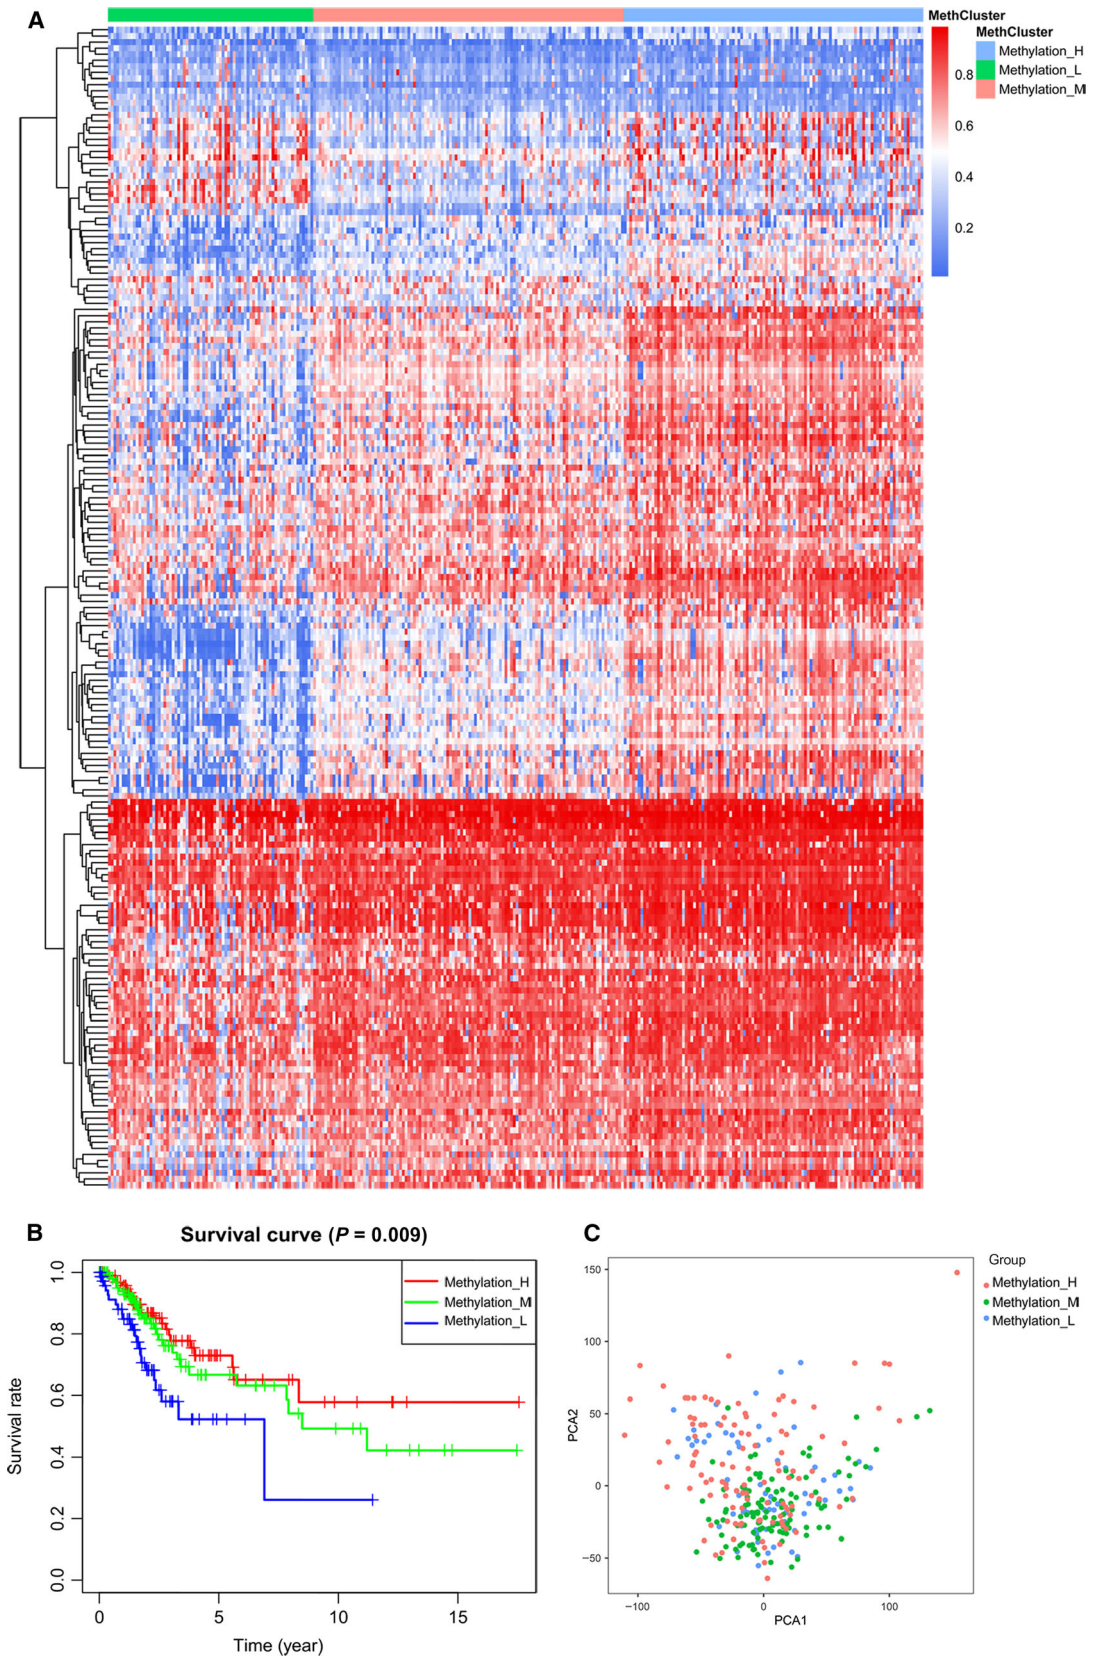 A
MethCluster
MethCluster
Methylation_H
Methylation_L
Methylation_M
0.8
0.6
0.4
0.2
B
Survival curve (P = 0.009)
Methylation_H
Methylation_M
Methylation_L
Survival rate
1.0
0.8
0.6
0.4
0.2
0.0
0 5 10 15
Time (year)
C
Group
Methylation_H
Methylation_M
Methylation_L
PCA2
150
100
50
0
−50
−100 0 100
PCA1